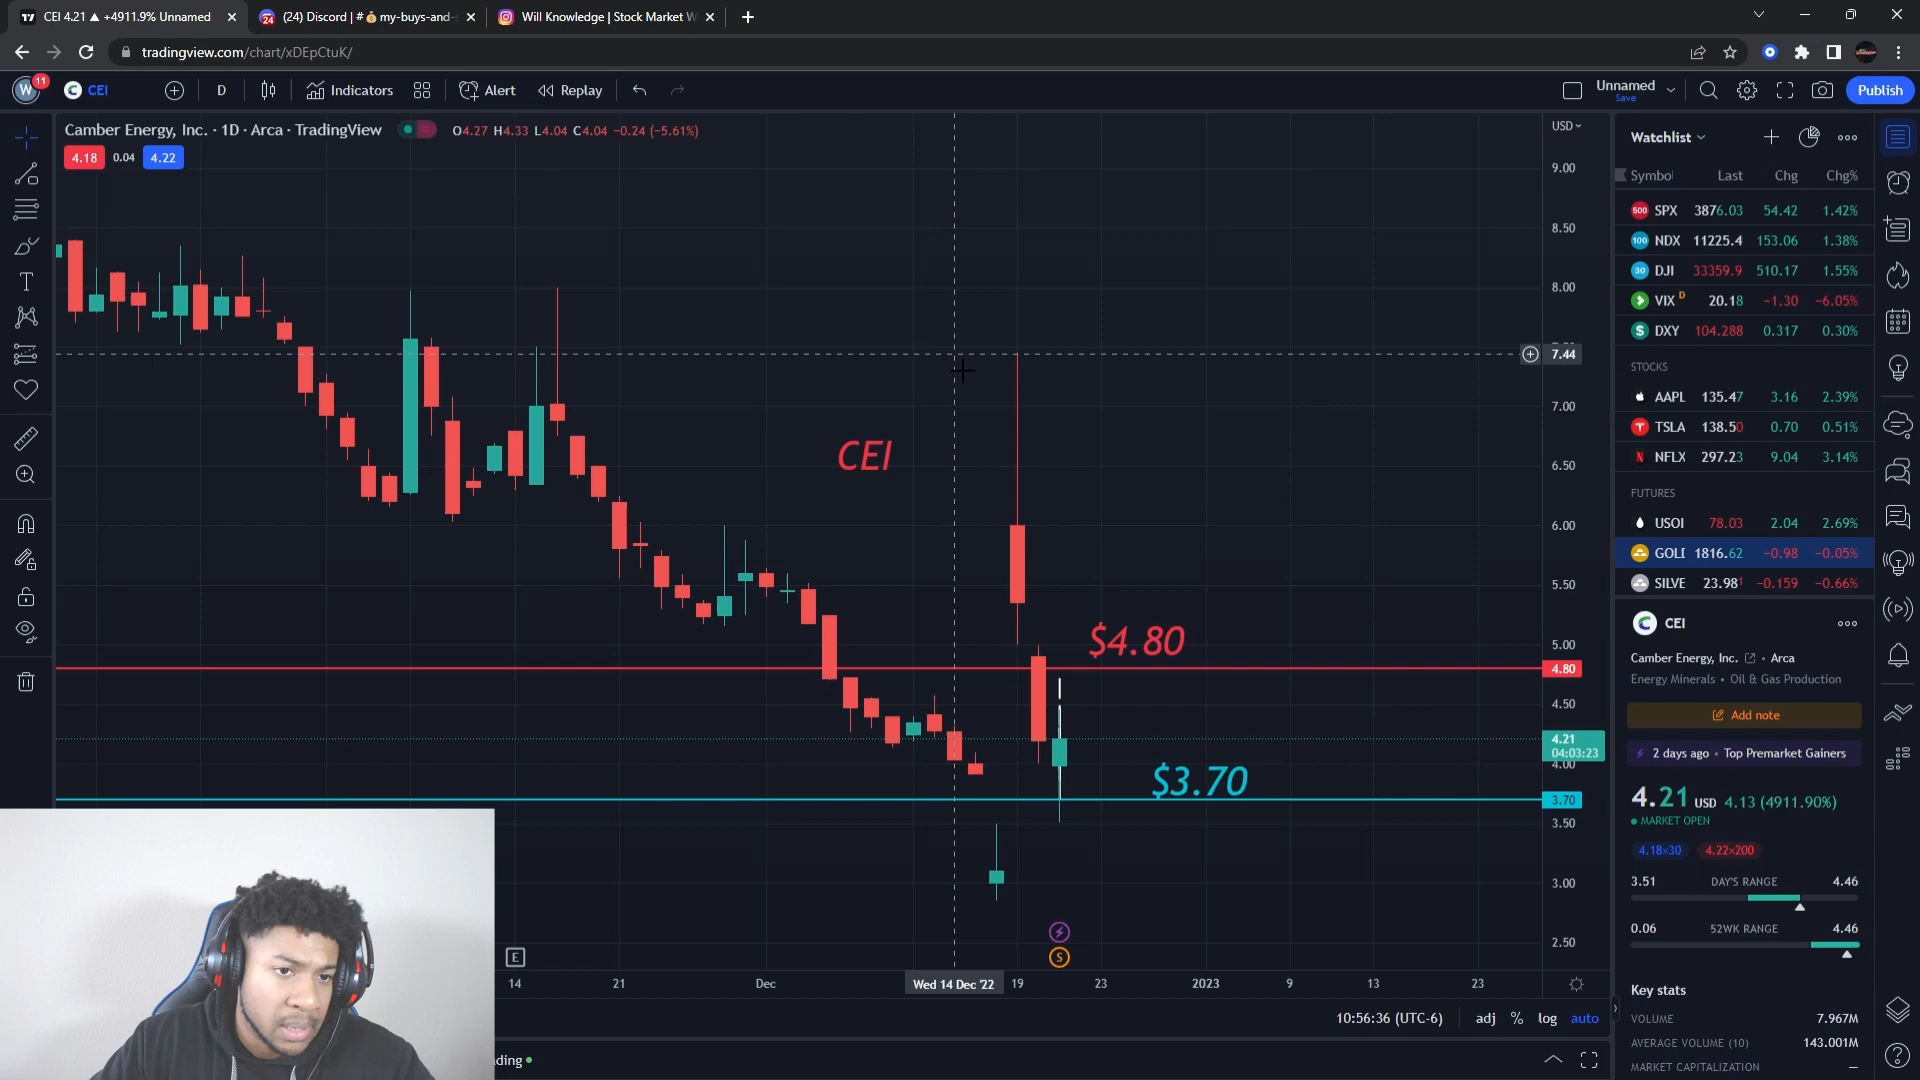 CEI 4.21 ▲ +4911.9% Unnamed
(24) Discord | # 💰 my-buys-and-s
Will Knowledge | Stock Market W
tradingview.com/chart/xDEpCtuK/
W 11 CEI D Indicators Alert Replay
Unnamed
Save
Publish
Camber Energy, Inc. · 1D · Arca · TradingView
O4.27 H4.33 L4.04 C4.04 −0.24 (−5.61%)
4.18 0.04 4.22
USD
9.00
8.50
8.00
7.44
7.00
6.50
6.00
5.50
5.00
4.80
4.50
4.21
04:03:23
4.00
3.70
3.50
3.00
2.50
CEI
$4.80
$3.70
E
S
14 21 Dec Wed 14 Dec '22 19 23 2023 9 13 23
10:56:36 (UTC-6) adj % log auto
ding
Watchlist
Symbol Last Chg Chg%
500 SPX 3876.03 54.42 1.42%
100 NDX 11225.4 153.06 1.38%
30 DJI 33359.9 510.17 1.55%
VIX D 20.18 −1.30 −6.05%
DXY 104.288 0.317 0.30%
STOCKS
AAPL 135.47 3.16 2.39%
TSLA 138.50 0.70 0.51%
NFLX 297.23 9.04 3.14%
FUTURES
USOI 78.03 2.04 2.69%
GOLD 1816.62 −0.98 −0.05%
SILVE 23.981 −0.159 −0.66%
CEI
Camber Energy, Inc. • Arca
Energy Minerals • Oil & Gas Production
Add note
2 days ago • Top Premarket Gainers
4.21 USD 4.13 (4911.90%)
MARKET OPEN
4.18×30 4.22×200
3.51 DAY'S RANGE 4.46
0.06 52WK RANGE 4.46
Key stats
VOLUME 7.967M
AVERAGE VOLUME (10) 143.001M
MARKET CAPITALIZATION —